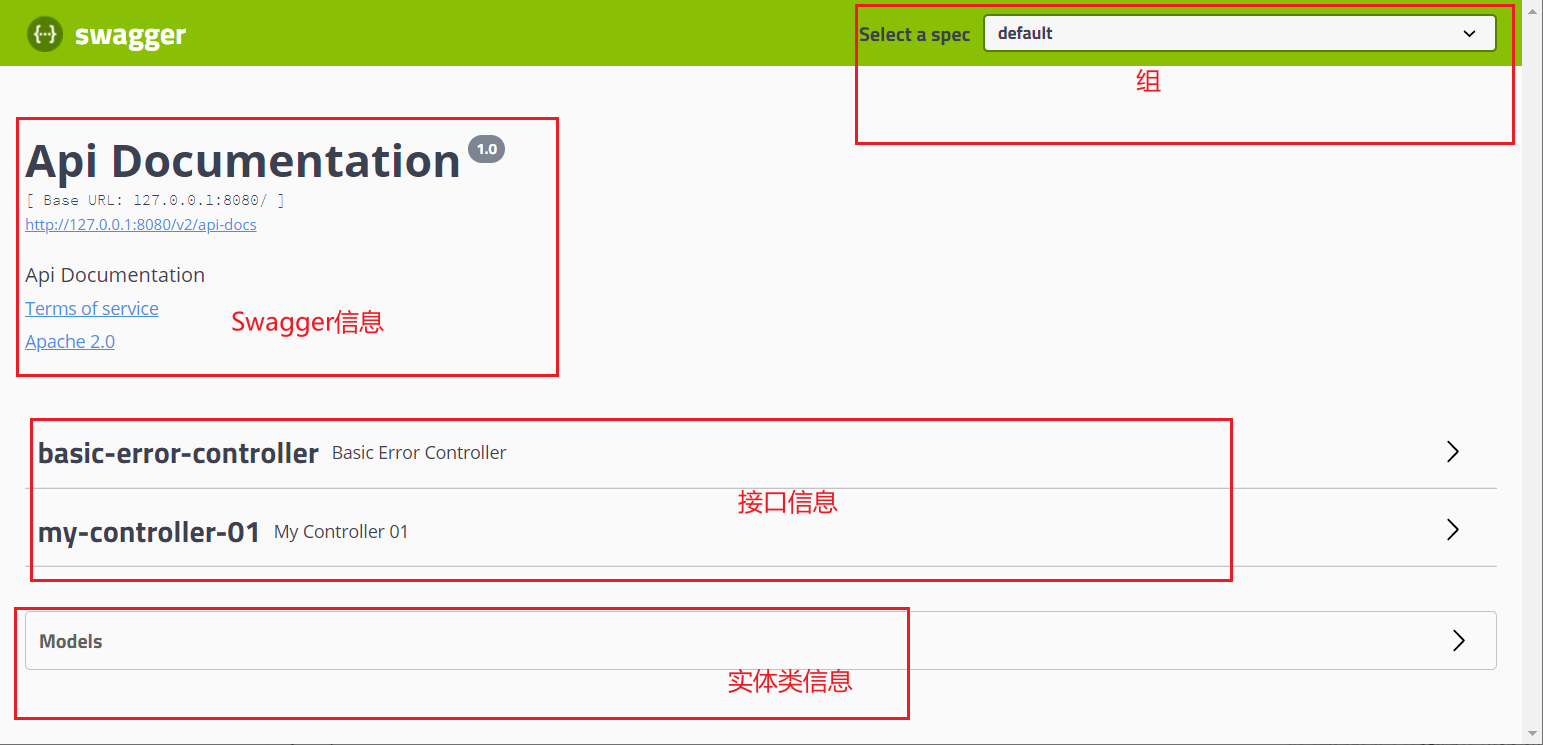 swagger
Select a spec
default
组
Api Documentation 1.0
[ Base URL: 127.0.0.1:8080/ ]
http://127.0.0.1:8080/v2/api-docs
Api Documentation
Terms of service
Swagger信息
Apache 2.0
basic-error-controller Basic Error Controller
接口信息
my-controller-01 My Controller 01
Models
实体类信息